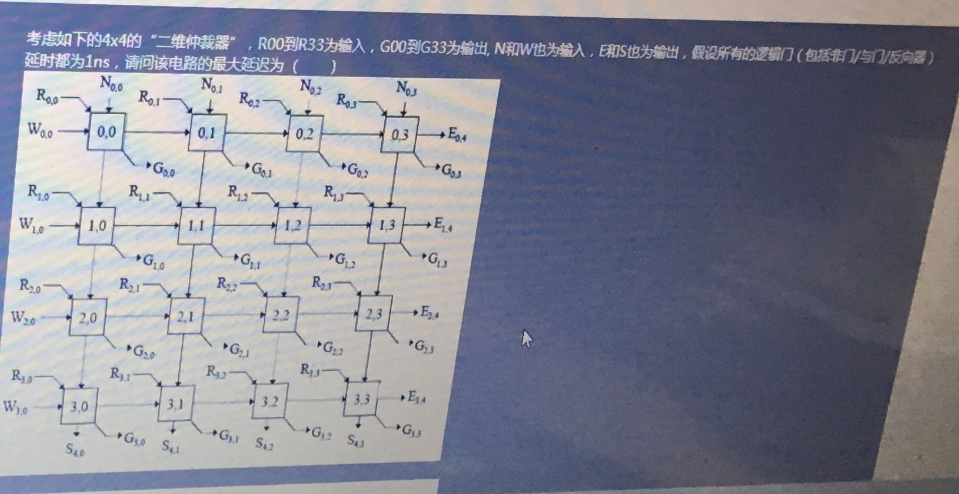 考虑如下的4x4的“二维仲裁器”，R00到R33为输入，G00到G33为输出, N和W也为输入，E和S也为输出，假设所有的逻辑门（包括非门/与门/反向器）
延时都为1ns，请问该电路的最大延迟为（ ）
R0,0 N0,0 R0,1 N0,1 R0,2 N0,2 R0,3 N0,3
W0,0 0,0 0,1 0,2 0,3 E0,4
G0,0 G0,1 G0,2 G0,3
R1,0 R1,1 R1,2 R1,3
W1,0 1,0 1,1 1,2 1,3 E1,4
G1,0 G1,1 G1,2 G1,3
R2,0 R2,1 R2,2 R2,3
W2,0 2,0 2,1 2,2 2,3 E2,4
G2,0 G2,1 G2,2 G2,3
R3,0 R3,1 R3,2 R3,3
W3,0 3,0 3,1 3,2 3,3 E3,4
S4,0 G3,0 S4,1 G3,1 S4,2 G3,2 S4,3 G3,3